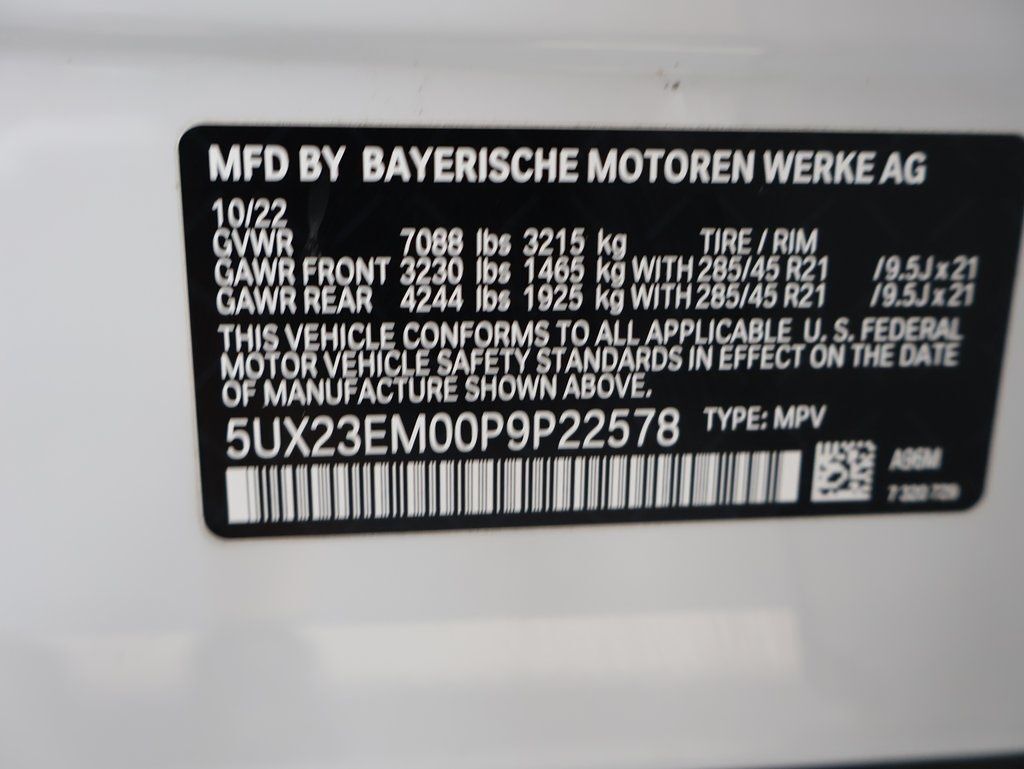 MFD BY BAYERISCHE MOTOREN WERKE AG
10/22
GVWR 7088 lbs 3215 kg TIRE / RIM
GAWR FRONT 3230 lbs 1465 kg WITH 285/45 R21 /9.5J x 21
GAWR REAR 4244 lbs 1925 kg WITH 285/45 R21 /9.5J x 21
THIS VEHICLE CONFORMS TO ALL APPLICABLE U. S. FEDERAL
MOTOR VEHICLE SAFETY STANDARDS IN EFFECT ON THE DATE
OF MANUFACTURE SHOWN ABOVE.
5UX23EM00P9P22578 TYPE: MPV
A96M